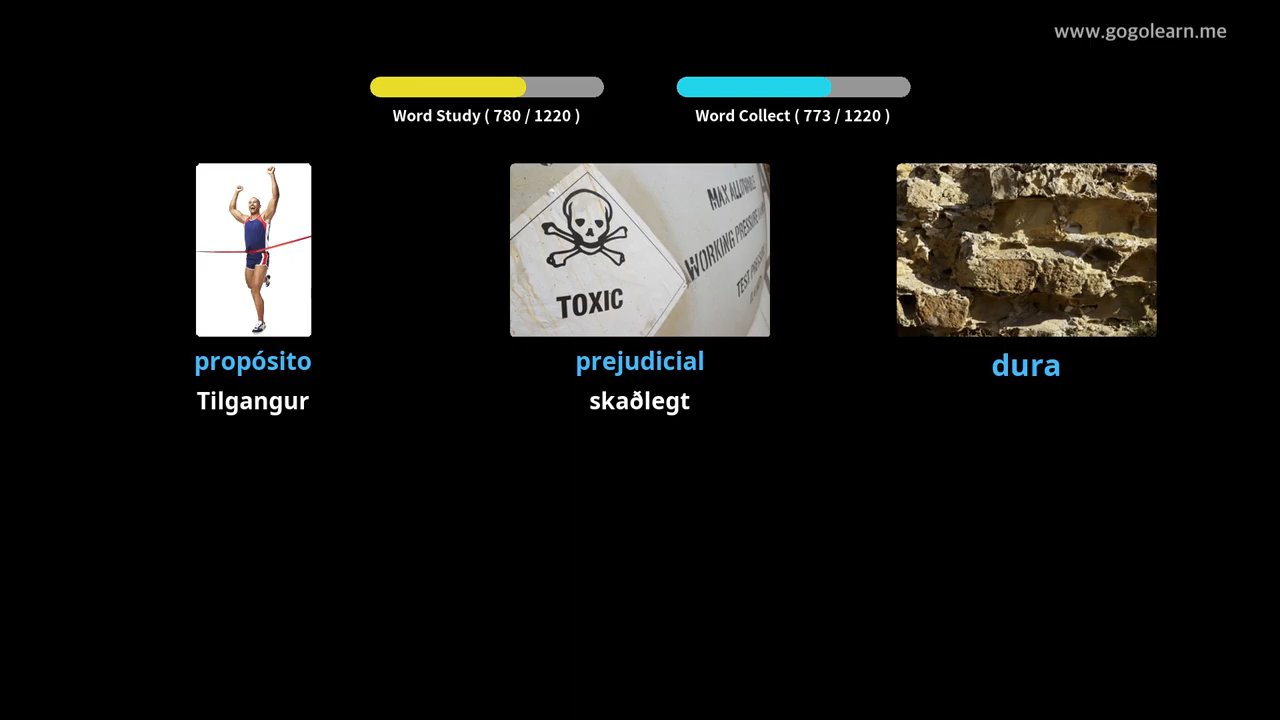 www.gogolearn.me
Word Study ( 780 / 1220 )
Word Collect ( 773 / 1220 )
MAX ALLOWABLE
WORKING PRESSURE
TEST
TOXIC
propósito
prejudicial
dura
Tilgangur
skaðlegt